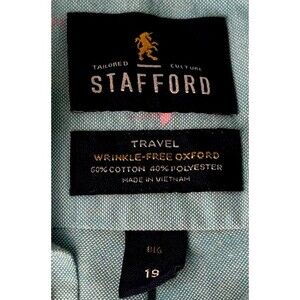 TAILORED CULTURE
STAFFORD
TRAVEL
WRINKLE-FREE OXFORD
60% COTTON 40% POLYESTER
MADE IN VIETNAM
BIG
19